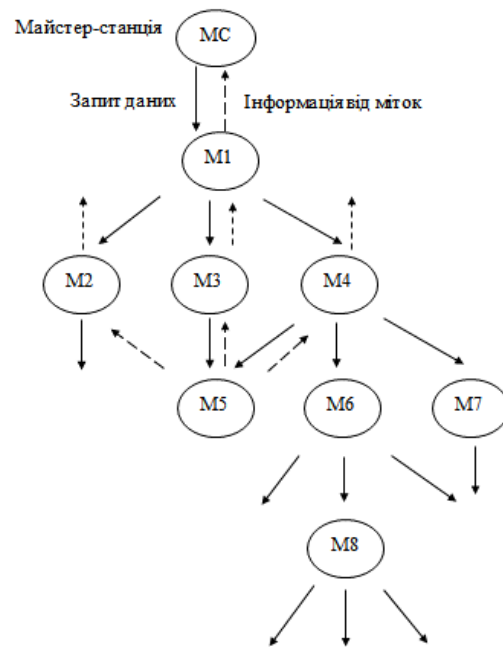 Майстер-станція
МС
Запит даних
Інформація від міток
М1
М2
М3
М4
М5
М6
М7
М8